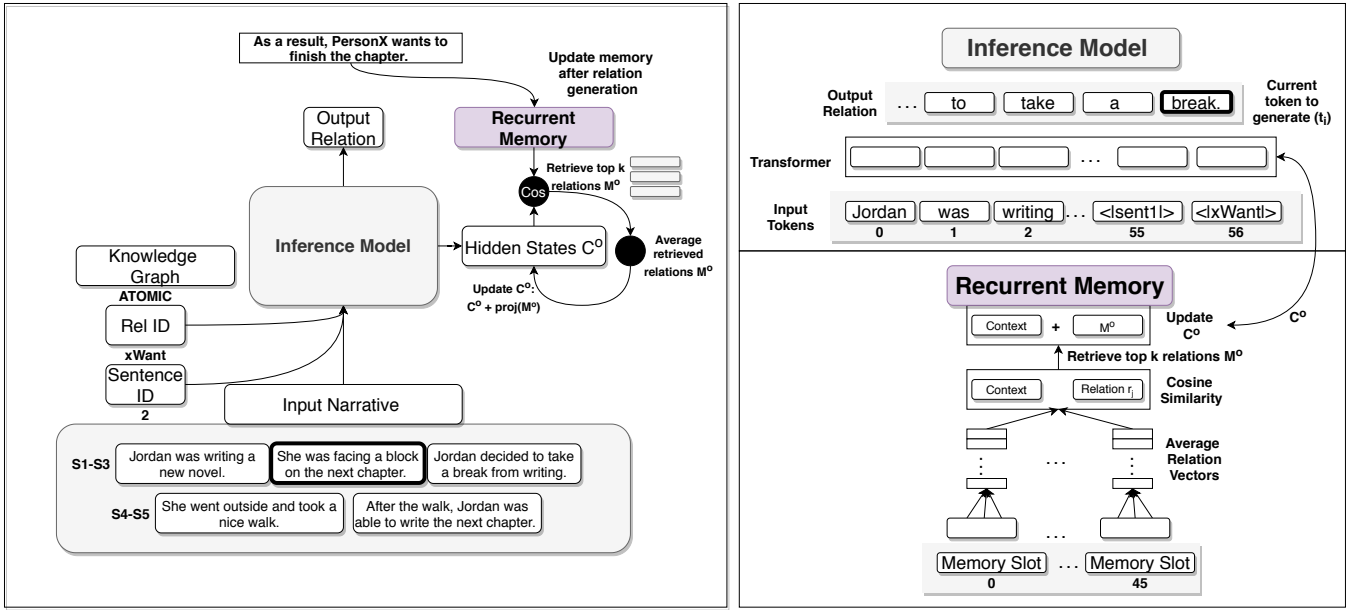 As a result, PersonX wants to
finish the chapter.
Update memory
after relation
generation
Output
Relation
Recurrent
Memory
Retrieve top k
relations Mᵒ
Cos
Inference Model
Hidden States Cᵒ
Average
retrieved
relations Mᵒ
Update Cᵒ:
Cᵒ + proj(Mᵒ)
Knowledge
Graph
ATOMIC
Rel ID
xWant
Sentence
ID
2
Input Narrative
S1-S3
Jordan was writing a
new novel.
She was facing a block
on the next chapter.
Jordan decided to take
a break from writing.
S4-S5
She went outside and took a
nice walk.
After the walk, Jordan was
able to write the next chapter.
Inference Model
Output
Relation
... to take a break.
Current
token to
generate (tᵢ)
Transformer
...
Input
Tokens
Jordan was writing ... <|sent1|> <|xWant|>
0 1 2 55 56
Recurrent Memory
Context + Mᵒ
Update
Cᵒ
Cᵒ
Retrieve top k relations Mᵒ
Context Relation rⱼ
Cosine
Similarity
...
Average
Relation
Vectors
...
Memory Slot ... Memory Slot
0 45